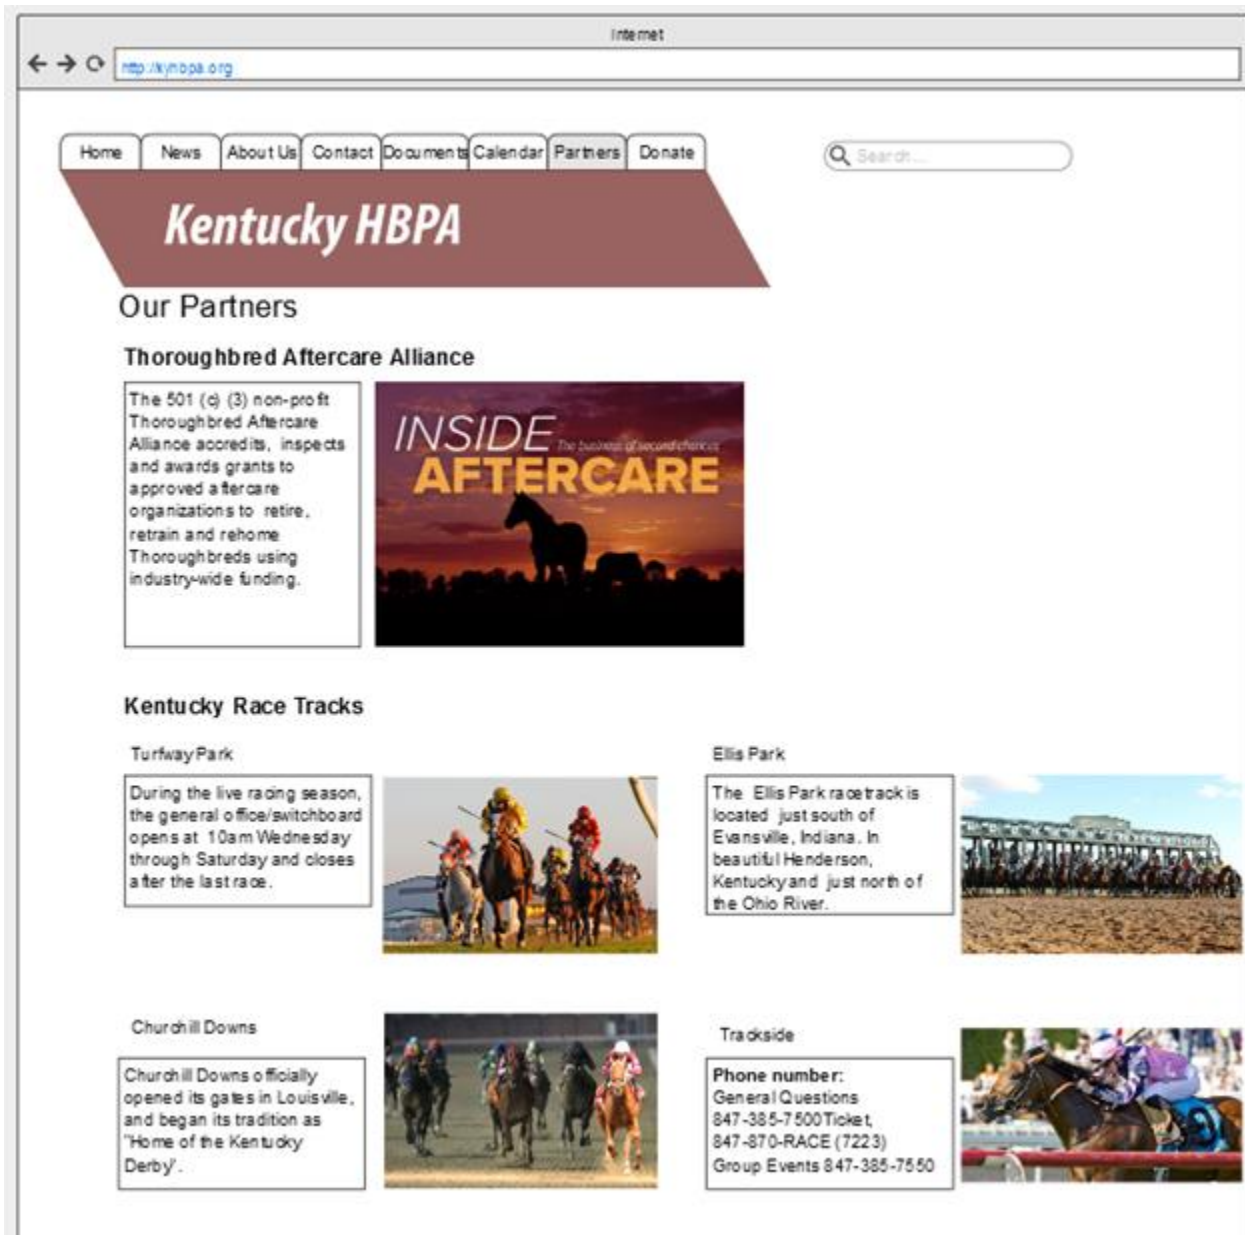 Internet
http://kyhbpa.org
Home News About Us Contact Documents Calendar Partners Donate
Search...
Kentucky HBPA
Our Partners
Thoroughbred Aftercare Alliance
The 501 (c) (3) non-profit
Thoroughbred Aftercare
Alliance accredits, inspects
and awards grants to
approved aftercare
organizations to retire,
retrain and rehome
Thoroughbreds using
industry-wide funding.
INSIDE
The business of second chances
AFTERCARE
Kentucky Race Tracks
Turfway Park
During the live racing season,
the general office/switchboard
opens at 10am Wednesday
through Saturday and closes
after the last race.
Ellis Park
The Ellis Park racetrack is
located just south of
Evansville, Indiana. In
beautiful Henderson,
Kentucky and just north of
the Ohio River.
Churchill Downs
Churchill Downs officially
opened its gates in Louisville,
and began its tradition as
"Home of the Kentucky
Derby".
Trackside
Phone number:
General Questions
847-385-7500Ticket,
847-870-RACE (7223)
Group Events 847-385-7550